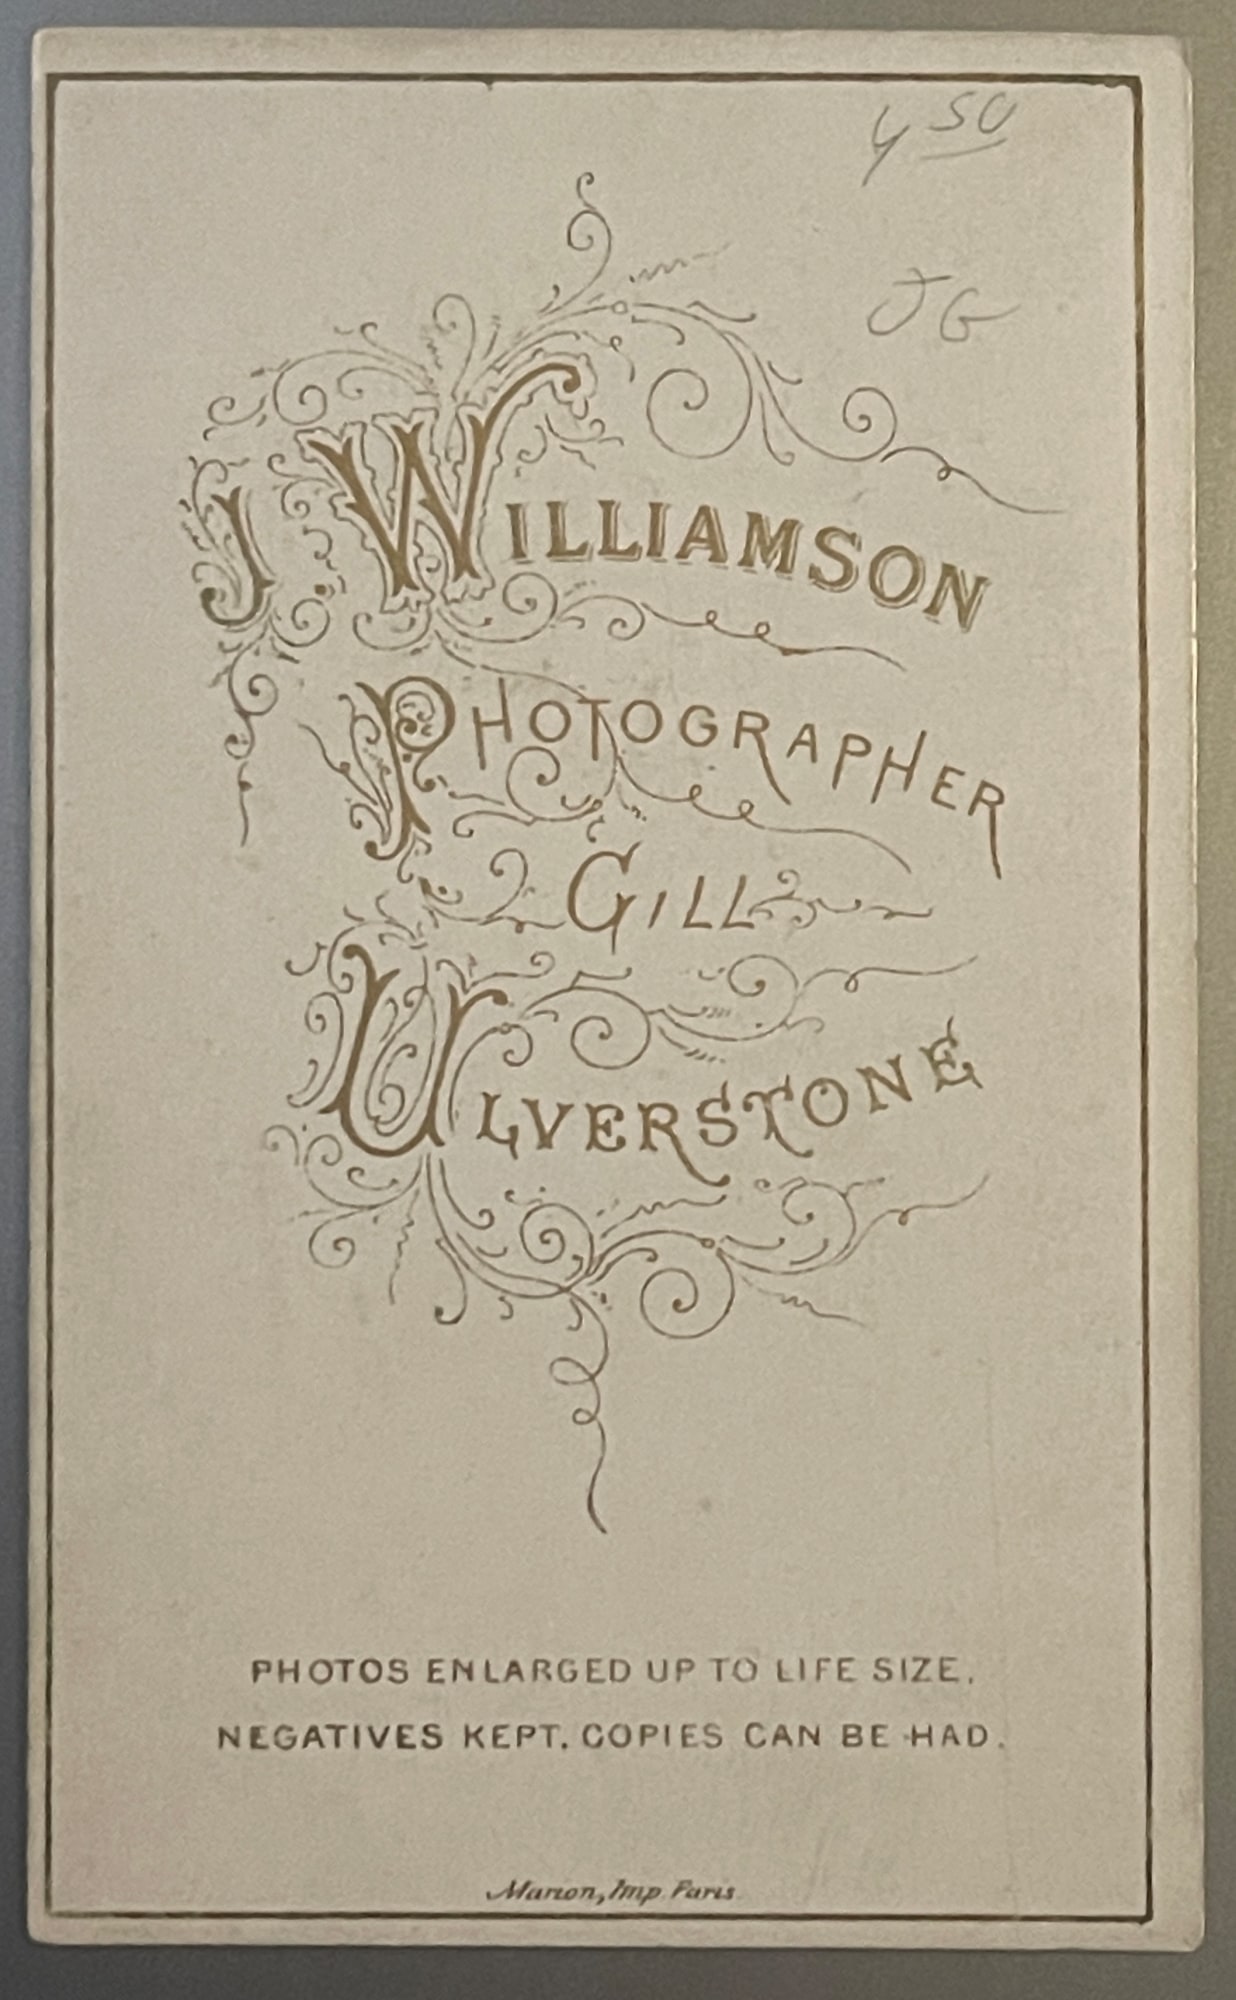 4 50
JG
J. WILLIAMSON
PHOTOGRAPHER
GILL
ULVERSTONE
PHOTOS ENLARGED UP TO LIFE SIZE.
NEGATIVES KEPT. COPIES CAN BE HAD.
Marion, Imp Paris